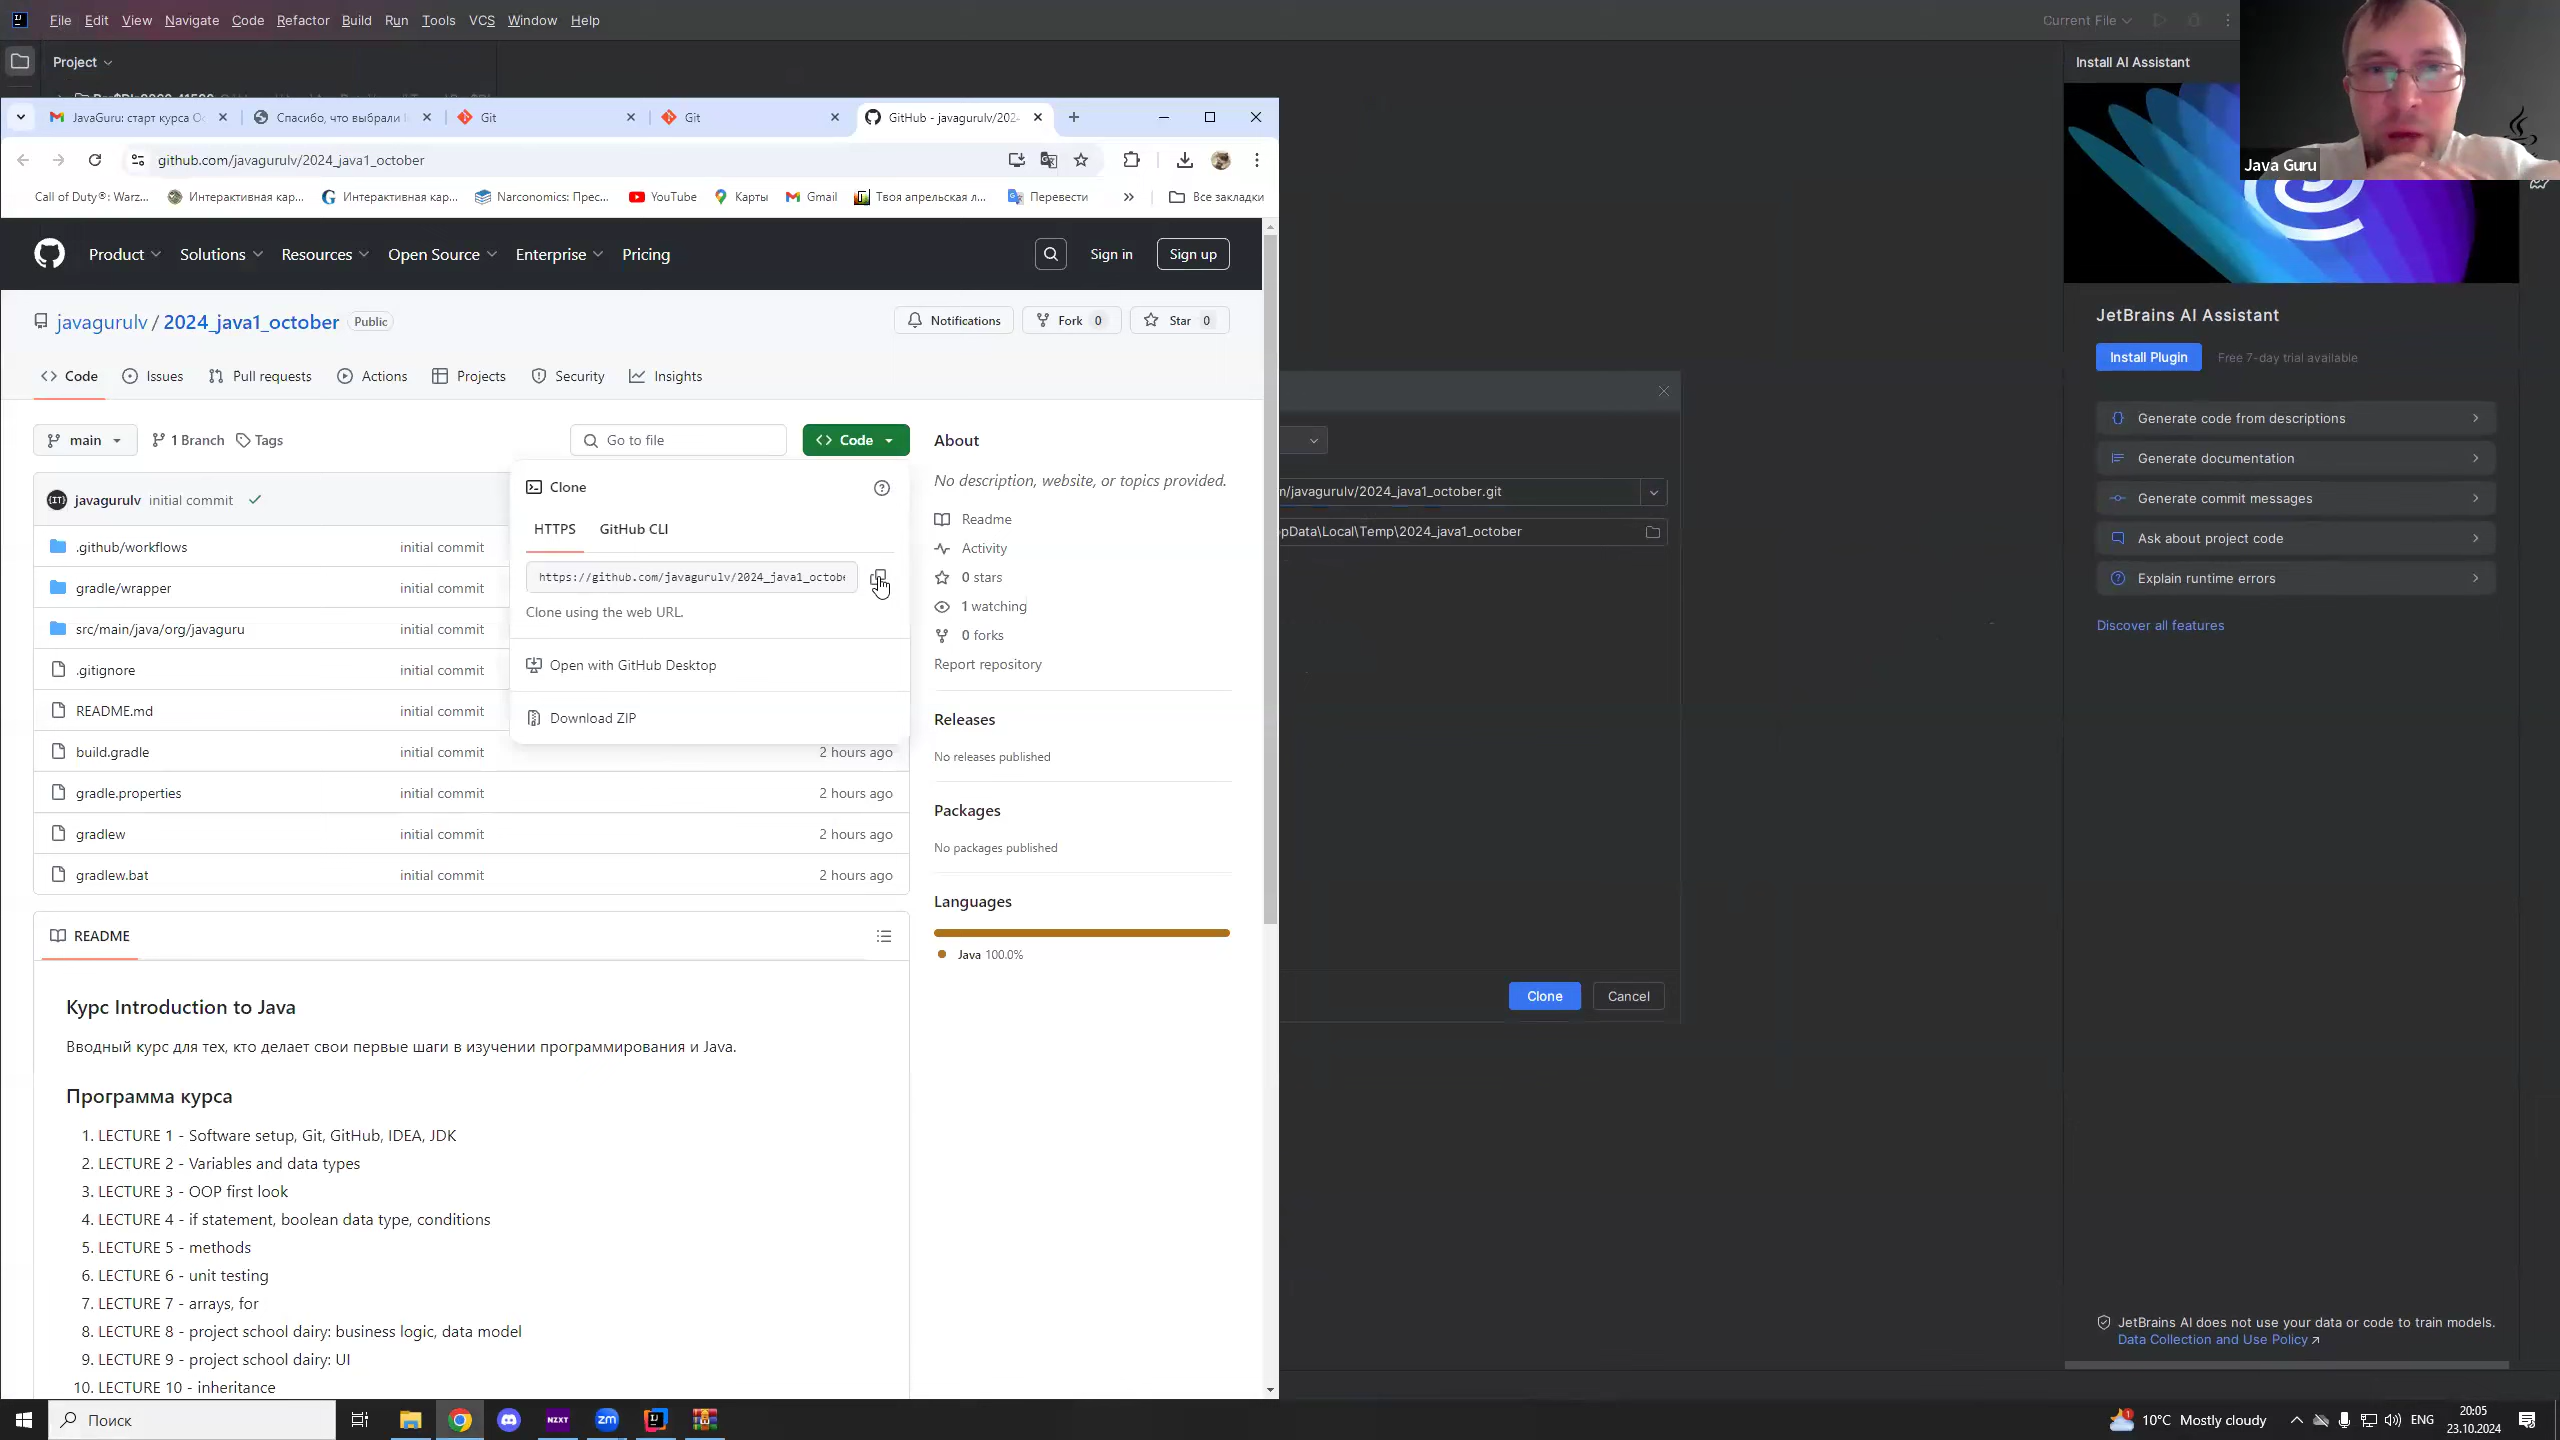 File Edit View Navigate Code Refactor Build Run Tools VCS Window Help
Current File
Project
Install AI Assistant
Java Guru
JavaGuru: старт курса Ос
Спасибо, что выбрали
Git
Git
GitHub - javagurulv/202
github.com/javagurulv/2024_java1_october
Call of Duty®: Warz...
Интерактивная кар...
Интерактивная кар...
Narconomics: Прес...
YouTube
Карты
Gmail
Твоя апрельская л...
Перевести
Все закладки
Product Solutions Resources Open Source Enterprise Pricing
Sign in
Sign up
javagurulv / 2024_java1_october Public
Notifications
Fork 0
Star 0
Code Issues Pull requests Actions Projects Security Insights
main 1 Branch Tags
Go to file
Code
About
No description, website, or topics provided.
javagurulv initial commit
Clone
HTTPS GitHub CLI
https://github.com/javagurulv/2024_java1_octobe
Clone using the web URL.
Open with GitHub Desktop
Download ZIP
.github/workflows initial commit
gradle/wrapper initial commit
src/main/java/org/javaguru initial commit
.gitignore initial commit
README.md initial commit
build.gradle initial commit 2 hours ago
gradle.properties initial commit 2 hours ago
gradlew initial commit 2 hours ago
gradlew.bat initial commit 2 hours ago
Readme
Activity
0 stars
1 watching
0 forks
Report repository
Releases
No releases published
Packages
No packages published
Languages
Java 100.0%
README
Курс Introduction to Java
Вводный курс для тех, кто делает свои первые шаги в изучении программирования и Java.
Программа курса
1. LECTURE 1 - Software setup, Git, GitHub, IDEA, JDK
2. LECTURE 2 - Variables and data types
3. LECTURE 3 - OOP first look
4. LECTURE 4 - if statement, boolean data type, conditions
5. LECTURE 5 - methods
6. LECTURE 6 - unit testing
7. LECTURE 7 - arrays, for
8. LECTURE 8 - project school dairy: business logic, data model
9. LECTURE 9 - project school dairy: UI
10. LECTURE 10 - inheritance
/javagurulv/2024_java1_october.git
pData\Local\Temp\2024_java1_october
Clone
Cancel
JetBrains AI Assistant
Install Plugin Free 7-day trial available
Generate code from descriptions
Generate documentation
Generate commit messages
Ask about project code
Explain runtime errors
Discover all features
JetBrains AI does not use your data or code to train models.
Data Collection and Use Policy ↗
Поиск
NZXT
zm
10°C Mostly cloudy
ENG
20:05
23.10.2024